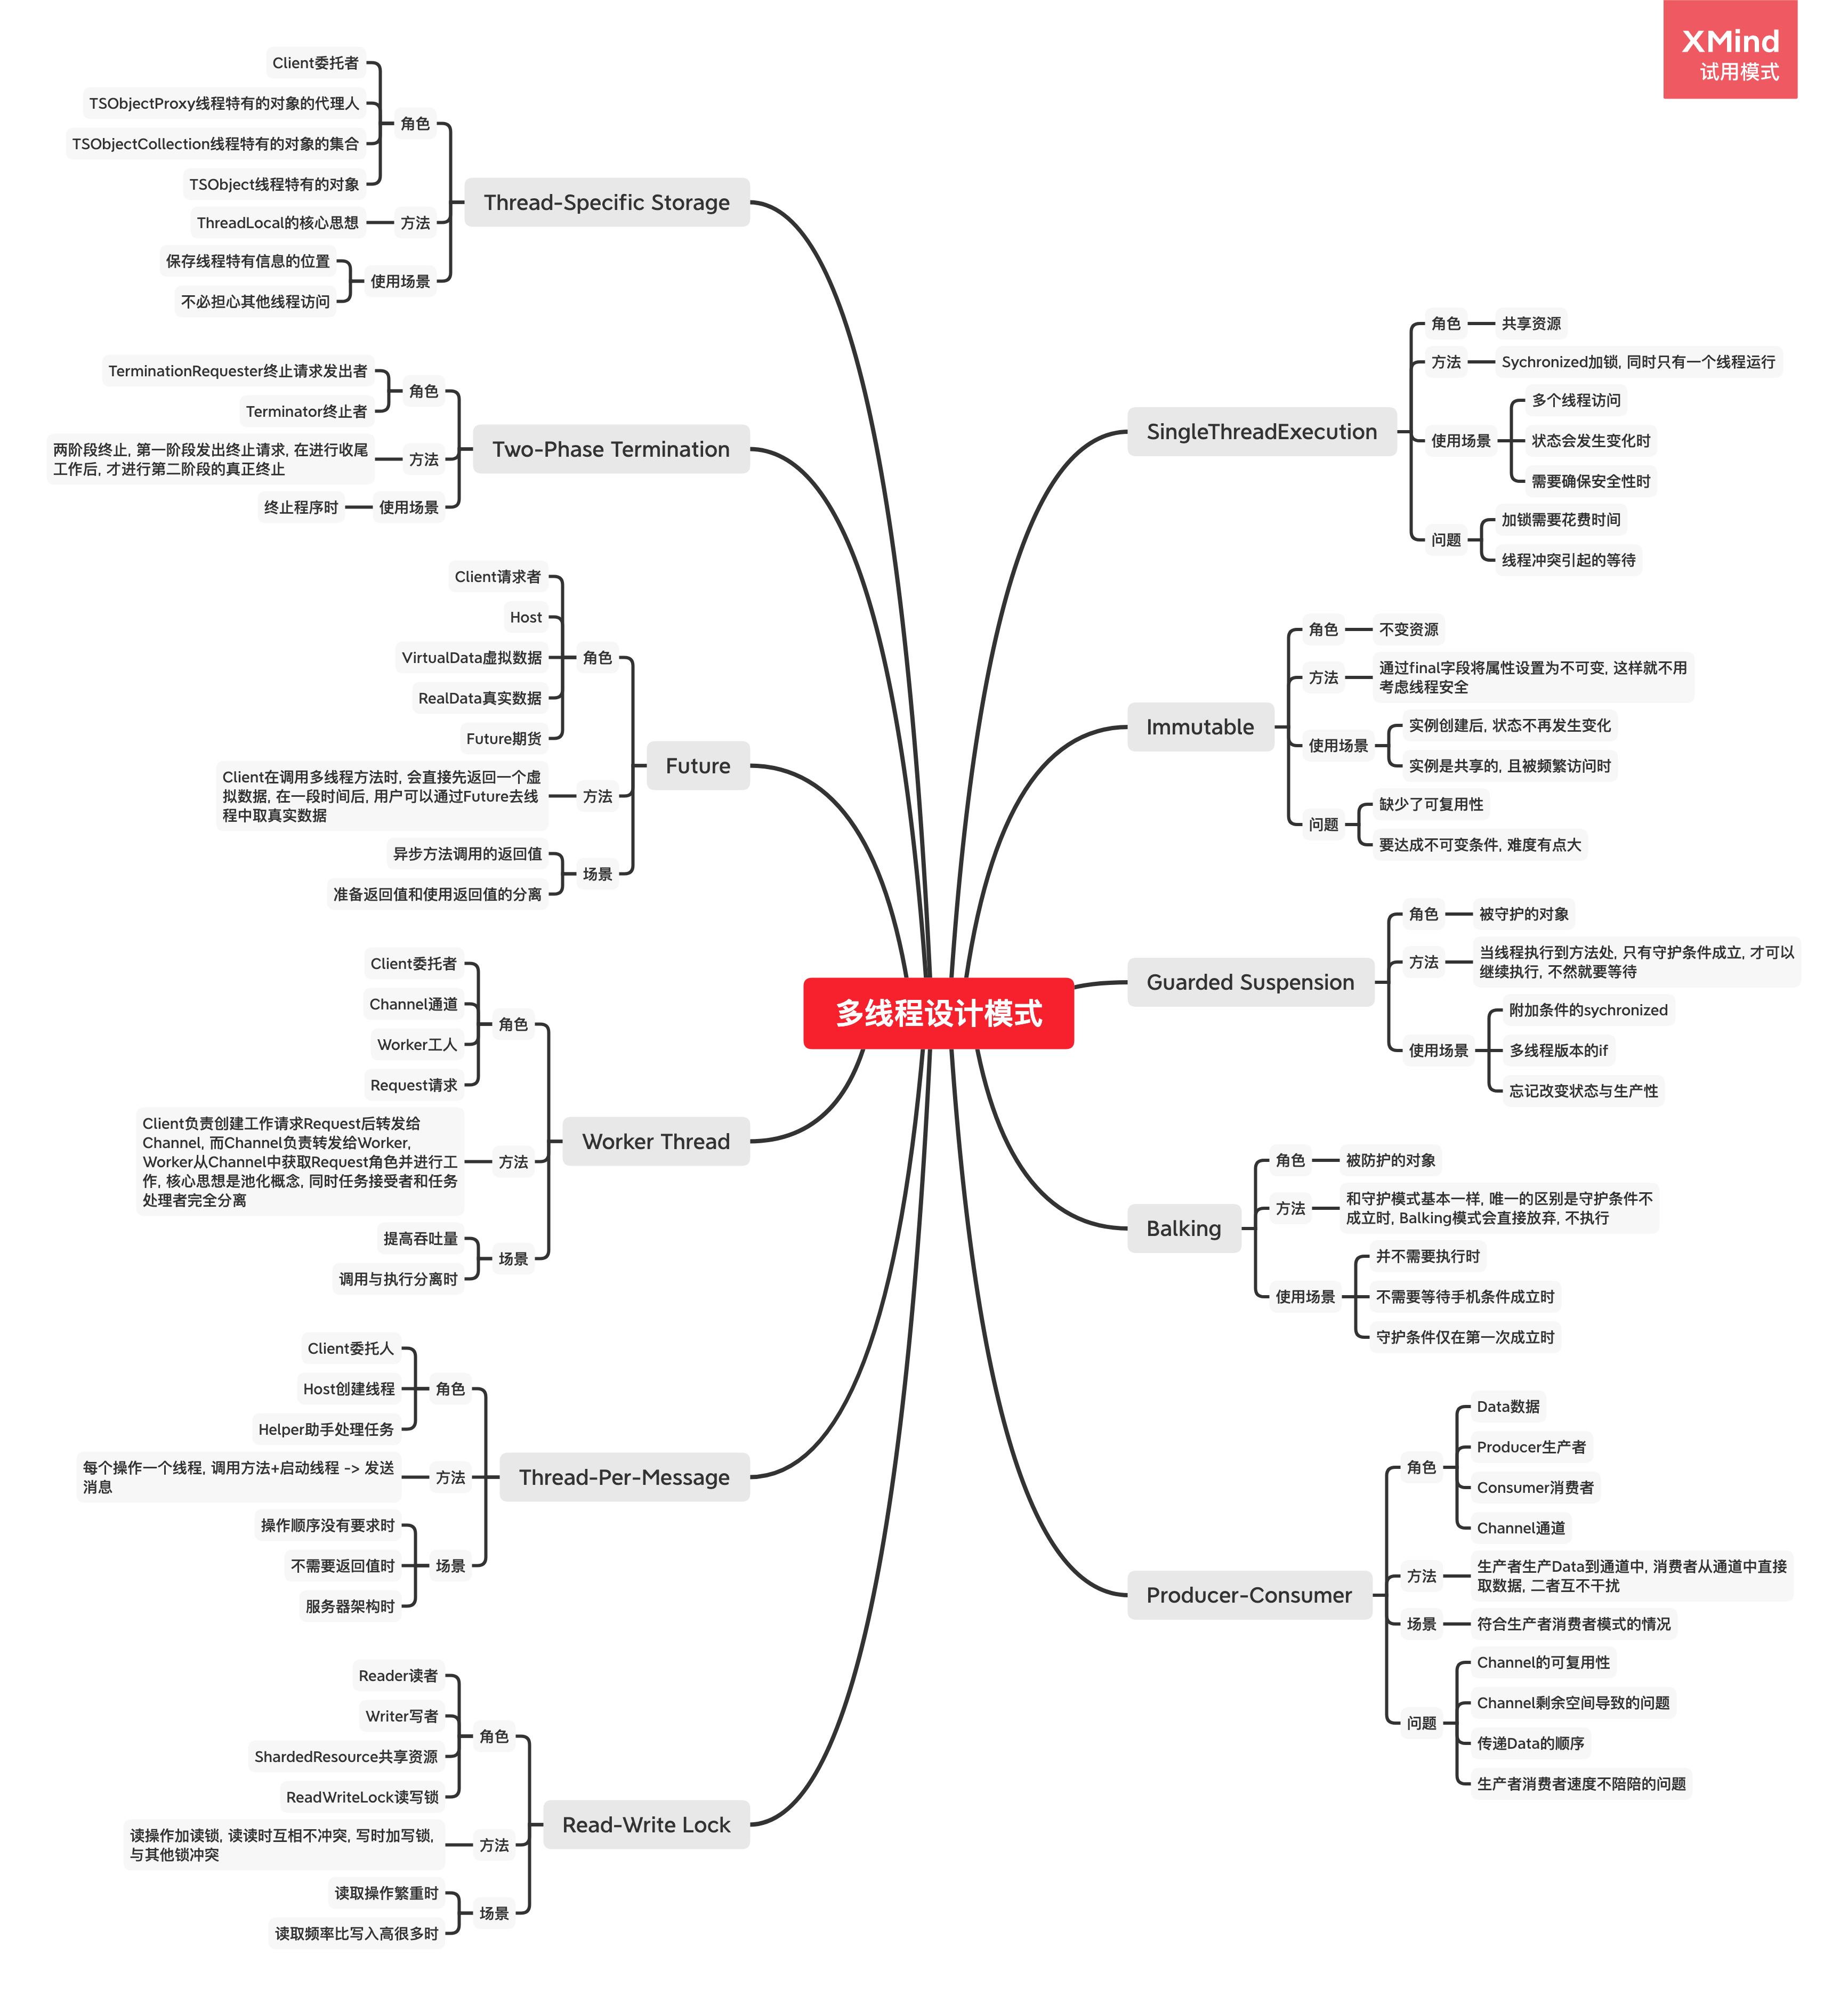 XMind
试用模式
多线程设计模式
SingleThreadExecution
角色
共享资源
方法
Sychronized加锁, 同时只有一个线程运行
使用场景
多个线程访问
状态会发生变化时
需要确保安全性时
问题
加锁需要花费时间
线程冲突引起的等待
Immutable
角色
不变资源
方法
通过final字段将属性设置为不可变, 这样就不用
考虑线程安全
使用场景
实例创建后, 状态不再发生变化
实例是共享的, 且被频繁访问时
问题
缺少了可复用性
要达成不可变条件, 难度有点大
Guarded Suspension
角色
被守护的对象
方法
当线程执行到方法处, 只有守护条件成立, 才可以
继续执行, 不然就要等待
使用场景
附加条件的sychronized
多线程版本的if
忘记改变状态与生产性
Balking
角色
被防护的对象
方法
和守护模式基本一样, 唯一的区别是守护条件不
成立时, Balking模式会直接放弃, 不执行
使用场景
并不需要执行时
不需要等待手机条件成立时
守护条件仅在第一次成立时
Producer-Consumer
角色
Data数据
Producer生产者
Consumer消费者
Channel通道
方法
生产者生产Data到通道中, 消费者从通道中直接
取数据, 二者互不干扰
场景
符合生产者消费者模式的情况
问题
Channel的可复用性
Channel剩余空间导致的问题
传递Data的顺序
生产者消费者速度不陪陪的问题
Thread-Specific Storage
角色
Client委托者
TSObjectProxy线程特有的对象的代理人
TSObjectCollection线程特有的对象的集合
TSObject线程特有的对象
方法
ThreadLocal的核心思想
使用场景
保存线程特有信息的位置
不必担心其他线程访问
Two-Phase Termination
角色
TerminationRequester终止请求发出者
Terminator终止者
方法
两阶段终止, 第一阶段发出终止请求, 在进行收尾
工作后, 才进行第二阶段的真正终止
使用场景
终止程序时
Future
角色
Client请求者
Host
VirtualData虚拟数据
RealData真实数据
Future期货
方法
Client在调用多线程方法时, 会直接先返回一个虚
拟数据, 在一段时间后, 用户可以通过Future去线
程中取真实数据
场景
异步方法调用的返回值
准备返回值和使用返回值的分离
Worker Thread
角色
Client委托者
Channel通道
Worker工人
Request请求
方法
Client负责创建工作请求Request后转发给
Channel, 而Channel负责转发给Worker,
Worker从Channel中获取Request角色并进行工
作, 核心思想是池化概念, 同时任务接受者和任务
处理者完全分离
场景
提高吞吐量
调用与执行分离时
Thread-Per-Message
角色
Client委托人
Host创建线程
Helper助手处理任务
方法
每个操作一个线程, 调用方法+启动线程 -> 发送
消息
场景
操作顺序没有要求时
不需要返回值时
服务器架构时
Read-Write Lock
角色
Reader读者
Writer写者
ShardedResource共享资源
ReadWriteLock读写锁
方法
读操作加读锁, 读读时互相不冲突, 写时加写锁,
与其他锁冲突
场景
读取操作繁重时
读取频率比写入高很多时